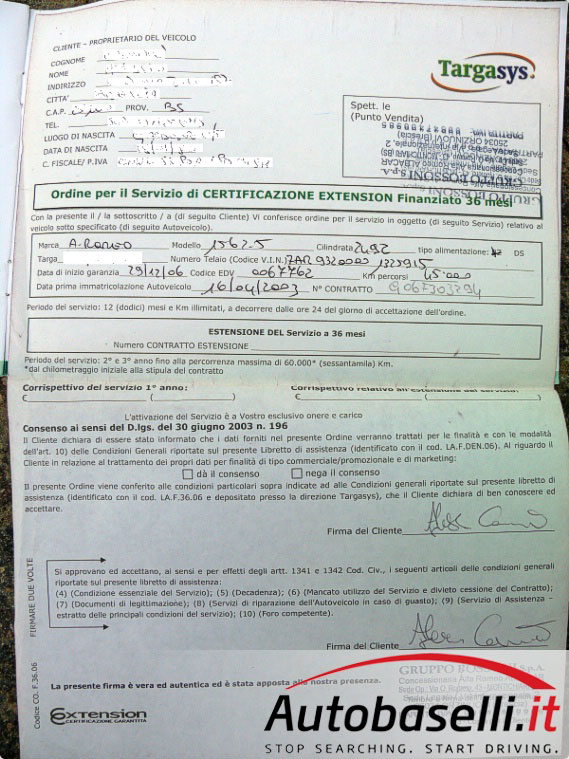 CLIENTE - PROPRIETARIO DEL VEICOLO
COGNOME
NOME
INDIRIZZO
CITTA'
C.A.P. PROV. BS
TEL.
LUOGO DI NASCITA
DATA DI NASCITA
C. FISCALE/ P.IVA
Targasys.
Spett. le
(Punto Vendita)
Ordine per il Servizio di CERTIFICAZIONE EXTENSION Finanziato 36 mesi
Con la presente il / la sottoscritto / a (di seguito Cliente) Vi conferisce ordine per il servizio in oggetto (di seguito Servizio) relativo al
veicolo sotto specificato (di seguito Autoveicolo).
Marca A. ROMEO Modello 156 2.5 Cilindrata 2492 tipo alimentazione: DS
Targa Numero Telaio (Codice V.I.N.) ZAR9320000 1325915
Data di inizio garanzia 29/12/06 Codice EDV 0067762 Km percorsi 45.000
Data prima immatricolazione Autoveicolo 16/04/2003 N° CONTRATTO G067303294
Periodo del servizio: 12 (dodici) mesi e Km illimitati, a decorrere dalle ore 24 del giorno di accettazione dell'ordine.
ESTENSIONE DEL Servizio a 36 mesi
Numero CONTRATTO ESTENSIONE
Periodo del servizio: 2° e 3° anno fino alla percorrenza massima di 60.000* (sessantamila) Km.
*dal chilometraggio iniziale alla stipula del contratto
Corrispettivo del servizio 1° anno: Corrispettivo relativo
L'attivazione del Servizio è a Vostro esclusivo onere e carico
Consenso ai sensi del D.lgs. del 30 giugno 2003 n. 196
Il Cliente dichiara di essere stato informato che i dati forniti nel presente Ordine verranno trattati per le finalità e con le modalità
dell'art. 10) delle Condizioni Generali riportate sul presente Libretto di assistenza (identificato con il cod. LA.F.DEN.06). Al riguardo il
Cliente in relazione al trattamento dei propri dati per finalità di tipo commerciale/promozionale e di marketing:
dà il consenso nega il consenso
Il presente Ordine viene conferito alle condizioni particolari sopra indicate ad alle Condizioni generali riportate sul presente libretto di
assistenza (identificato con il cod. LA.F.36.06 e depositato presso la direzione Targasys), che il Cliente dichiara di ben conoscere ed
accettare.
Firma del Cliente
Si approvano ed accettano, ai sensi e per effetti degli artt. 1341 e 1342 Cod. Civ., i seguenti articoli delle condizioni generali
riportate sul presente libretto di assistenza:
(4) (Condizione essenziale del Servizio); (5) (Decadenza); (6) (Mancato utilizzo del Servizio e divieto cessione del Contratto);
(7) (Documenti di legittimazione); (8) (Servizi di riparazione dell'Autoveicolo in caso di guasto); (9) (Servizio di Assistenza -
estratto delle principali condizioni del servizio); (10) (Foro competente).
FIRMARE DUE VOLTE
Firma del Cliente
La presente firma è vera ed autentica ed è stata apposta alla nostra presenza.
Codice CO. F.36.06
Extension
CERTIFICAZIONE GARANTITA
Autobaselli.it
STOP SEARCHING. START DRIVING.